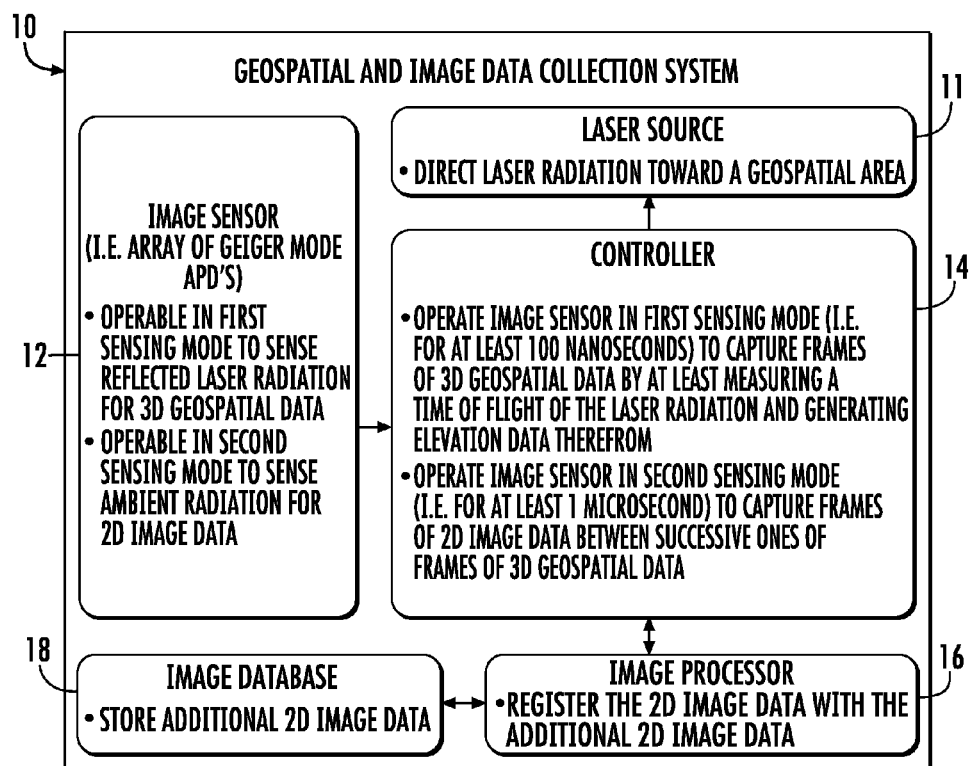 10
GEOSPATIAL AND IMAGE DATA COLLECTION SYSTEM
11
LASER SOURCE
• DIRECT LASER RADIATION TOWARD A GEOSPATIAL AREA
12
IMAGE SENSOR
(I.E. ARRAY OF GEIGER MODE
APD'S)
• OPERABLE IN FIRST
SENSING MODE TO SENSE
REFLECTED LASER RADIATION
FOR 3D GEOSPATIAL DATA
• OPERABLE IN SECOND
SENSING MODE TO SENSE
AMBIENT RADIATION FOR
2D IMAGE DATA
14
CONTROLLER
• OPERATE IMAGE SENSOR IN FIRST SENSING MODE (I.E.
FOR AT LEAST 100 NANOSECONDS) TO CAPTURE FRAMES
OF 3D GEOSPATIAL DATA BY AT LEAST MEASURING A
TIME OF FLIGHT OF THE LASER RADIATION AND GENERATING
ELEVATION DATA THEREFROM
• OPERATE IMAGE SENSOR IN SECOND SENSING MODE
(I.E. FOR AT LEAST 1 MICROSECOND) TO CAPTURE FRAMES
OF 2D IMAGE DATA BETWEEN SUCCESSIVE ONES OF
FRAMES OF 3D GEOSPATIAL DATA
18
IMAGE DATABASE
• STORE ADDITIONAL 2D IMAGE DATA
16
IMAGE PROCESSOR
• REGISTER THE 2D IMAGE DATA WITH THE
ADDITIONAL 2D IMAGE DATA